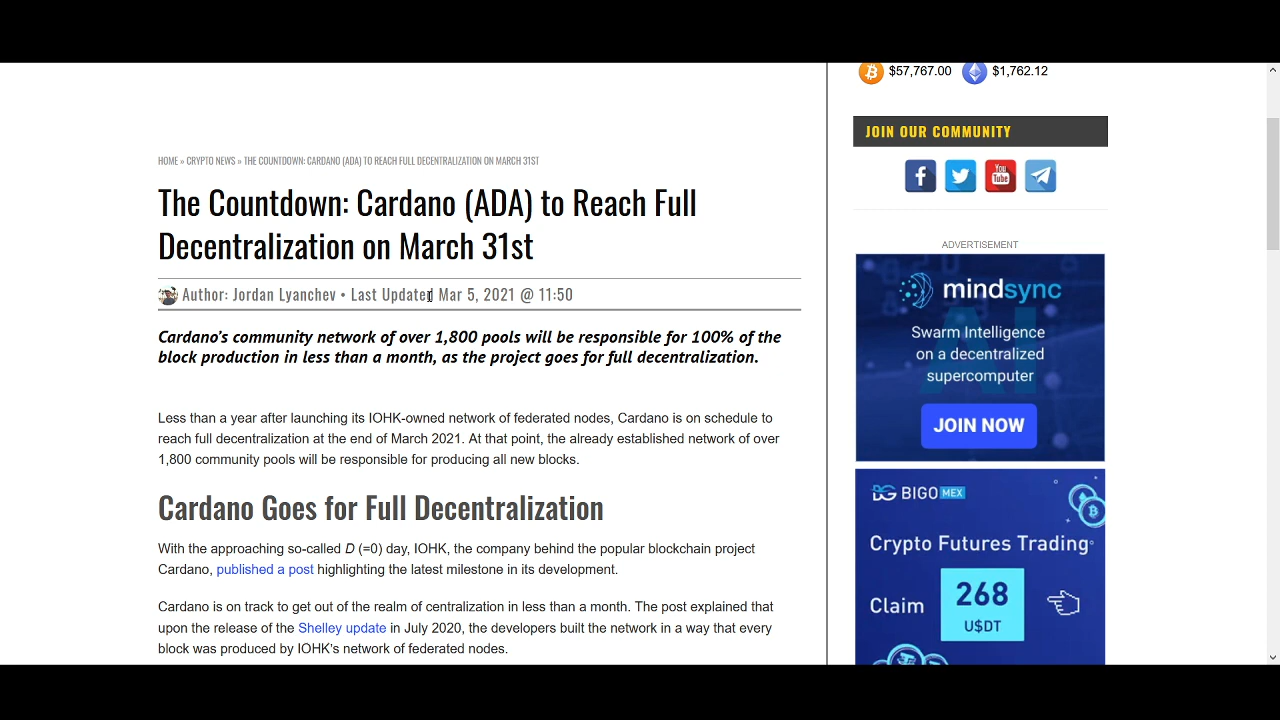 $57,767.00 $1,762.12
HOME » CRYPTO NEWS » THE COUNTDOWN: CARDANO (ADA) TO REACH FULL DECENTRALIZATION ON MARCH 31ST
The Countdown: Cardano (ADA) to Reach Full
Decentralization on March 31st
Author: Jordan Lyanchev • Last Updated Mar 5, 2021 @ 11:50
Cardano’s community network of over 1,800 pools will be responsible for 100% of the
block production in less than a month, as the project goes for full decentralization.
Less than a year after launching its IOHK-owned network of federated nodes, Cardano is on schedule to
reach full decentralization at the end of March 2021. At that point, the already established network of over
1,800 community pools will be responsible for producing all new blocks.
Cardano Goes for Full Decentralization
With the approaching so-called D (=0) day, IOHK, the company behind the popular blockchain project
Cardano, published a post highlighting the latest milestone in its development.
Cardano is on track to get out of the realm of centralization in less than a month. The post explained that
upon the release of the Shelley update in July 2020, the developers built the network in a way that every
block was produced by IOHK's network of federated nodes.
JOIN OUR COMMUNITY
You
Tube
ADVERTISEMENT
mindsync
Swarm Intelligence
on a decentralized
supercomputer
JOIN NOW
BIGO MEX
Crypto Futures Trading
Claim
268
U$DT